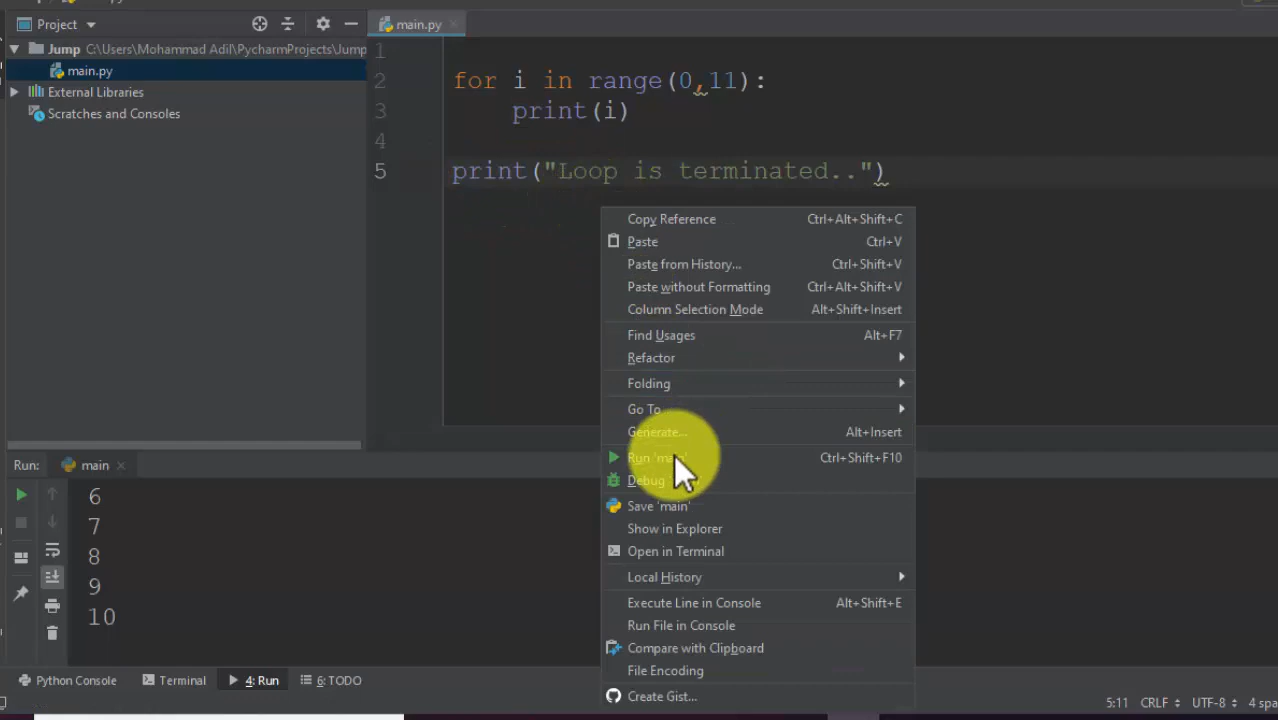 Project
main.py
Jump C:\Users\Mohammad Adil\PycharmProjects\Jump
main.py
External Libraries
Scratches and Consoles
1
2 for i in range(0,11):
3 print(i)
4
5 print("Loop is terminated..")
Copy Reference Ctrl+Alt+Shift+C
Paste Ctrl+V
Paste from History... Ctrl+Shift+V
Paste without Formatting Ctrl+Alt+Shift+V
Column Selection Mode Alt+Shift+Insert
Find Usages Alt+F7
Refactor
Folding
Go To
Generate... Alt+Insert
Run 'main' Ctrl+Shift+F10
Debug
Save 'main'
Show in Explorer
Open in Terminal
Local History
Execute Line in Console Alt+Shift+E
Run File in Console
Compare with Clipboard
File Encoding
Create Gist...
Run: main
6
7
8
9
10
Python Console Terminal 4: Run 6: TODO
5:11 CRLF UTF-8 4 spa